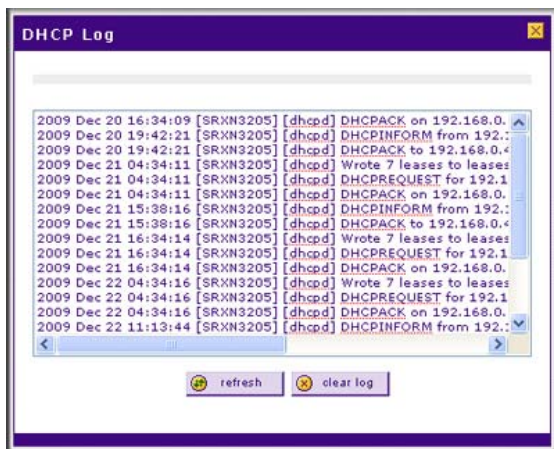 DHCP Log
2009 Dec 20 16:34:09 [SRXN3205] [dhcpd] DHCPACK on 192.168.0.
2009 Dec 20 19:42:21 [SRXN3205] [dhcpd] DHCPINFORM from 192.
2009 Dec 20 19:42:21 [SRXN3205] [dhcpd] DHCPACK to 192.168.0.
2009 Dec 21 04:34:11 [SRXN3205] [dhcpd] Wrote 7 leases to leases
2009 Dec 21 04:34:11 [SRXN3205] [dhcpd] DHCPREQUEST for 192.1
2009 Dec 21 04:34:11 [SRXN3205] [dhcpd] DHCPACK on 192.168.0.
2009 Dec 21 15:38:16 [SRXN3205] [dhcpd] DHCPINFORM from 192.
2009 Dec 21 15:38:16 [SRXN3205] [dhcpd] DHCPACK to 192.168.0.
2009 Dec 21 16:34:14 [SRXN3205] [dhcpd] Wrote 7 leases to leases
2009 Dec 21 16:34:14 [SRXN3205] [dhcpd] DHCPREQUEST for 192.1
2009 Dec 21 16:34:14 [SRXN3205] [dhcpd] DHCPACK on 192.168.0.
2009 Dec 22 04:34:16 [SRXN3205] [dhcpd] Wrote 7 leases to leases
2009 Dec 22 04:34:16 [SRXN3205] [dhcpd] DHCPREQUEST for 192.1
2009 Dec 22 04:34:16 [SRXN3205] [dhcpd] DHCPACK on 192.168.0.
2009 Dec 22 11:13:44 [SRXN3205] [dhcpd] DHCPINFORM from 192.
refresh
clear log